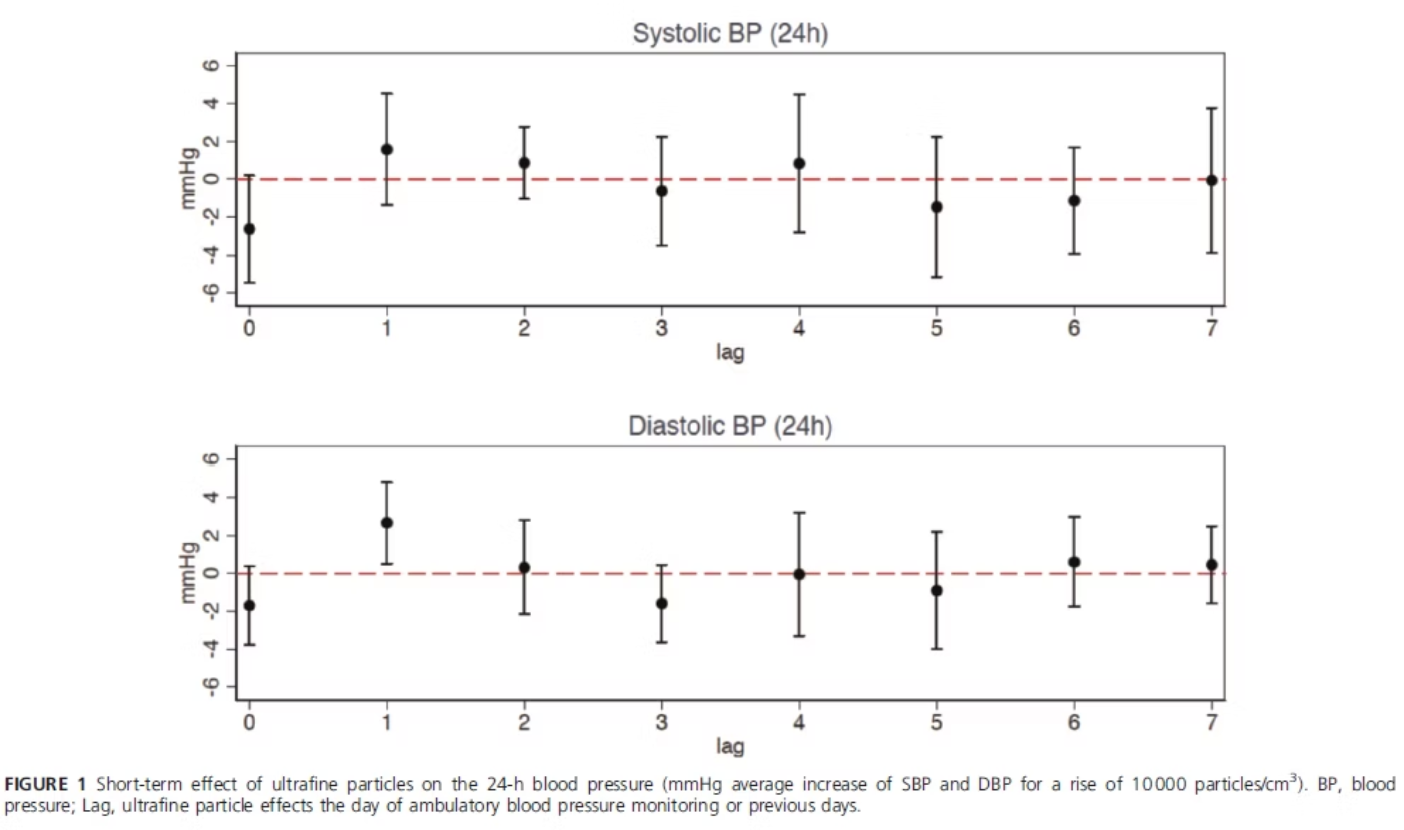 Systolic BP (24h)
6
4
2
0
-2
-4
-6
mmHg
0 1 2 3 4 5 6 7
lag
Diastolic BP (24h)
6
4
2
0
-2
-4
-6
mmHg
0 1 2 3 4 5 6 7
lag
FIGURE 1 Short-term effect of ultrafine particles on the 24-h blood pressure (mmHg average increase of SBP and DBP for a rise of 10 000 particles/cm³). BP, blood
pressure; Lag, ultrafine particle effects the day of ambulatory blood pressure monitoring or previous days.